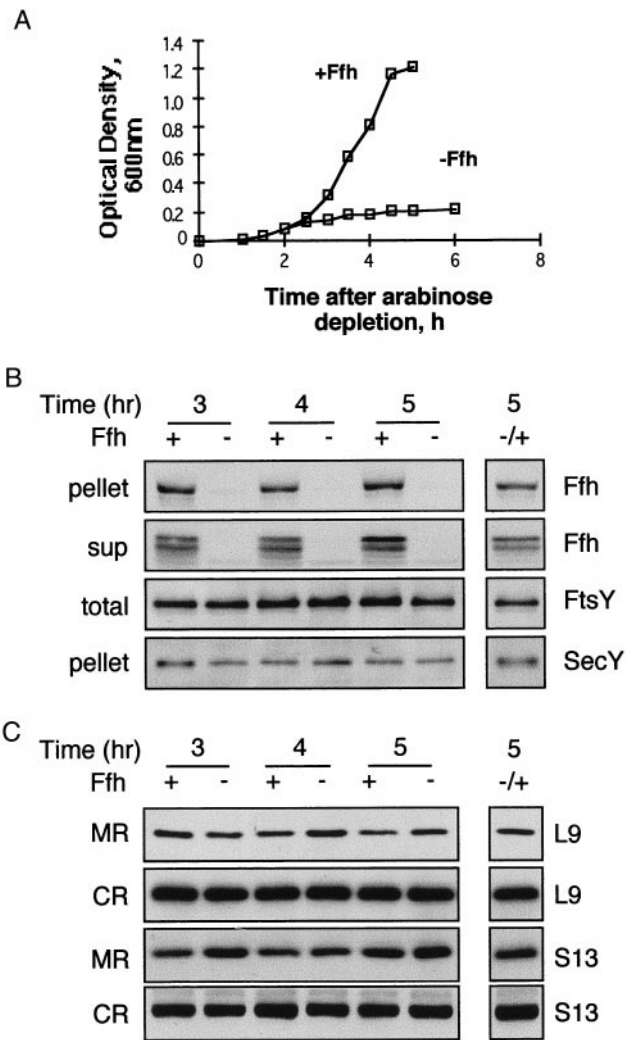 A
Optical Density, 600nm
1.4
1.2
1.0
0.8
0.6
0.4
0.2
0
+Ffh
-Ffh
0 2 4 6 8
Time after arabinose
depletion, h
B
Time (hr) 3 4 5 5
Ffh + - + - + - -/+
pellet Ffh
sup Ffh
total FtsY
pellet SecY
C
Time (hr) 3 4 5 5
Ffh + - + - + - -/+
MR L9
CR L9
MR S13
CR S13